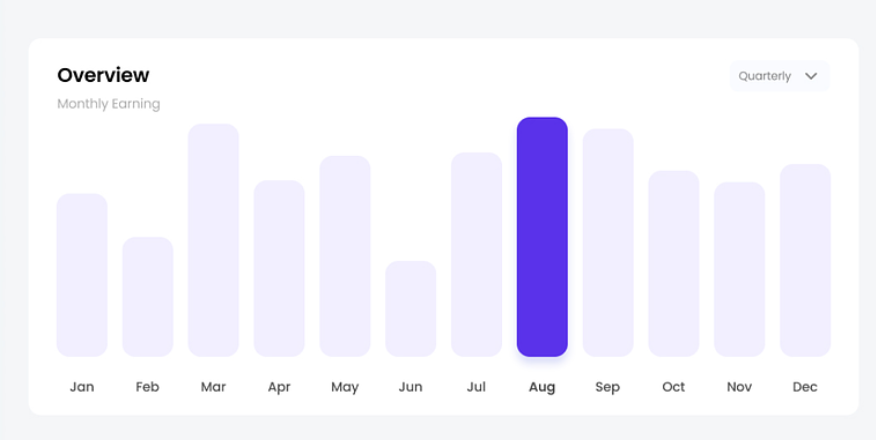 Overview
Quarterly
Monthly Earning
Jan Feb Mar Apr May Jun Jul Aug Sep Oct Nov Dec